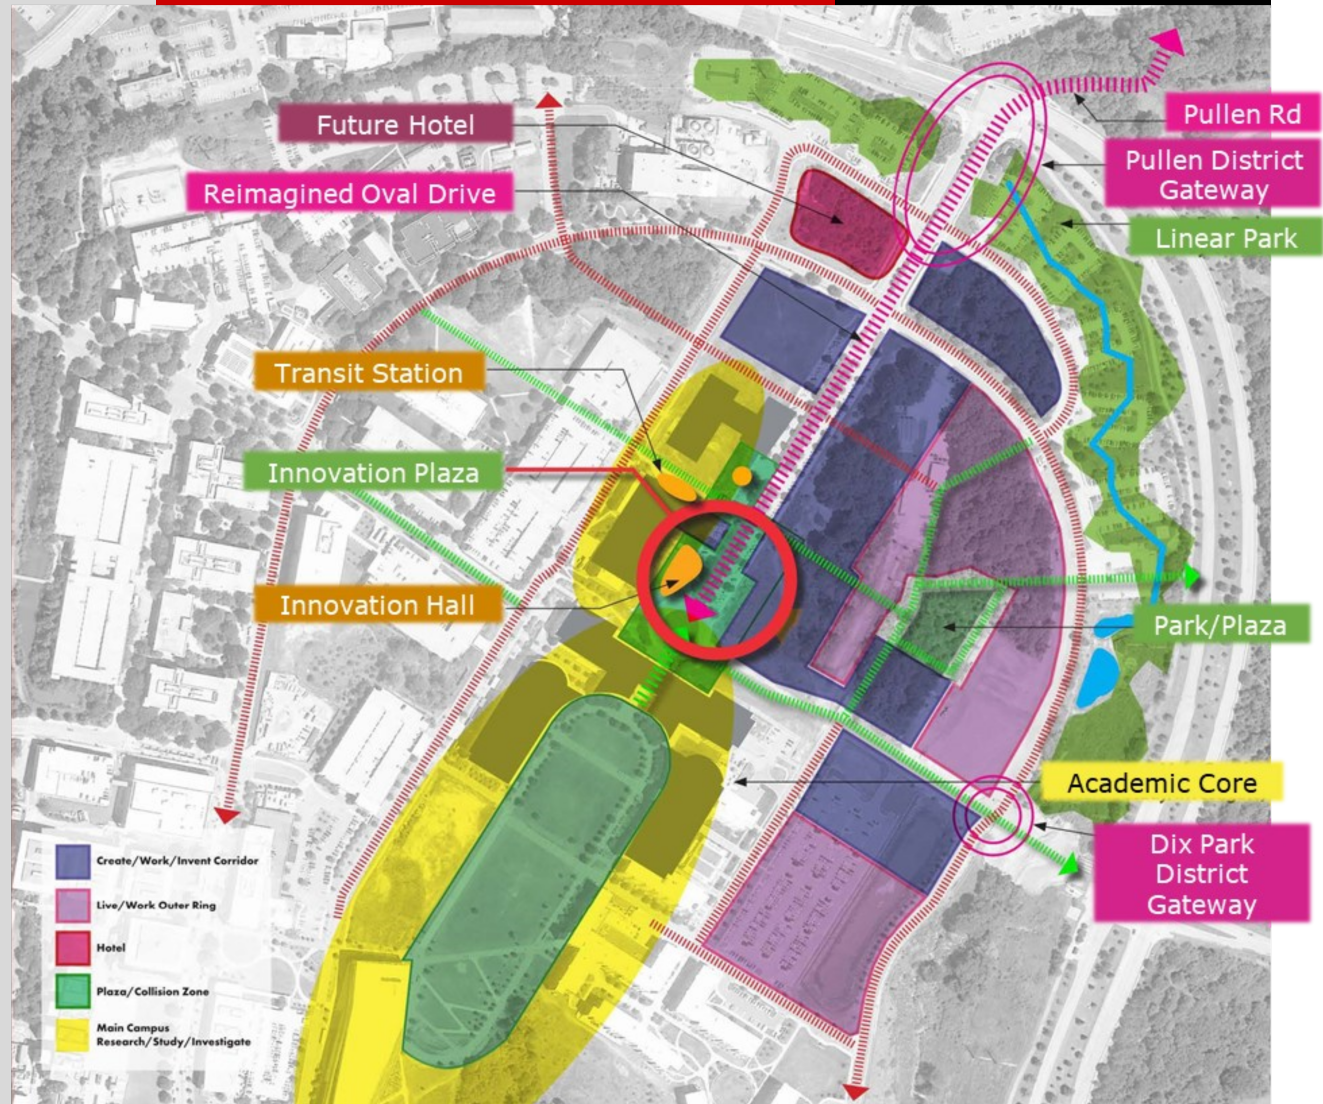 Future Hotel
Pullen Rd
Pullen District
Gateway
Reimagined Oval Drive
Linear Park
Transit Station
Innovation Plaza
Innovation Hall
Park/Plaza
Academic Core
Dix Park
District
Gateway
Create/Work/Invent Corridor
Live/Work Outer Ring
Hotel
Plaza/Collision Zone
Main Campus
Research/Study/Investigate